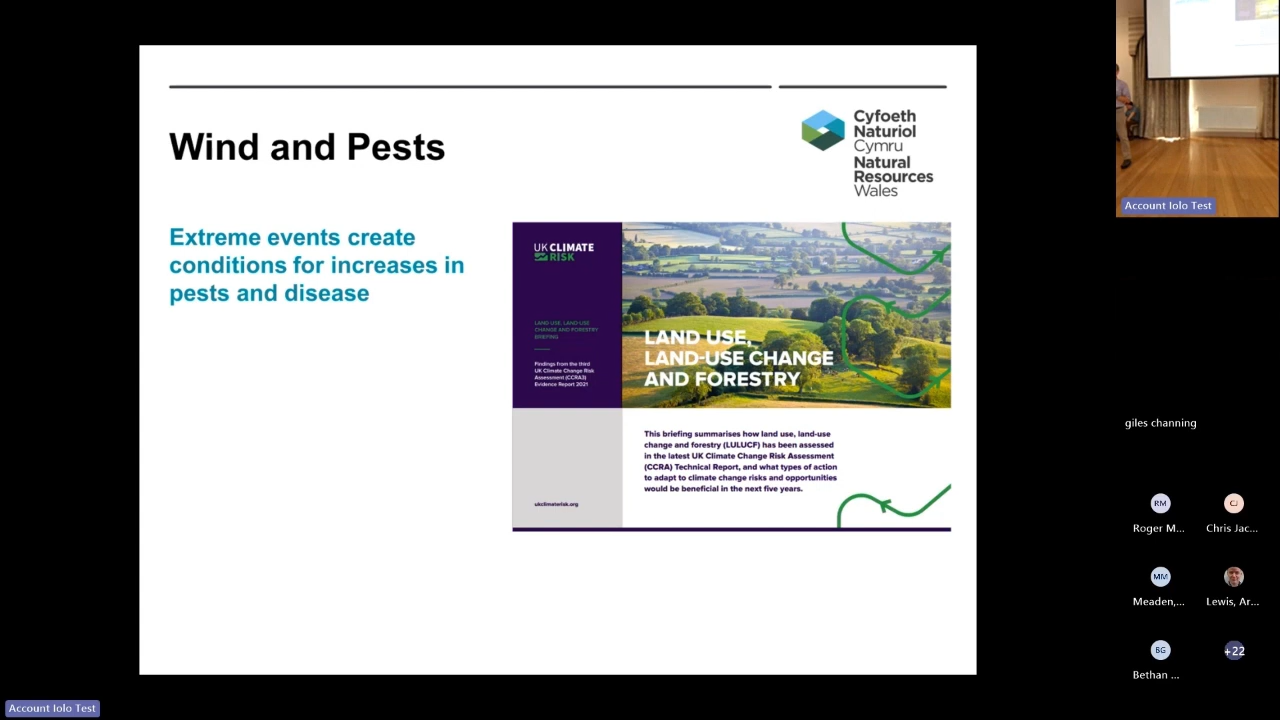 Wind and Pests
Cyfoeth
Naturiol
Cymru
Natural
Resources
Wales
Extreme events create
conditions for increases in
pests and disease
UK CLIMATE
RISK
LAND USE, LAND-USE
CHANGE AND FORESTRY
BRIEFING
Findings from the third
UK Climate Change Risk
Assessment (CCRA3)
Evidence Report 2021
LAND USE,
LAND-USE CHANGE
AND FORESTRY
This briefing summarises how land use, land-use
change and forestry (LULUCF) has been assessed
in the latest UK Climate Change Risk Assessment
(CCRA) Technical Report, and what types of action
to adapt to climate change risks and opportunities
would be beneficial in the next five years.
ukclimaterisk.org
Account Iolo Test
giles channing
RM
CJ
Roger M...
Chris Jac...
MM
Meaden,...
Lewis, Ar...
BG
+22
Bethan ...
Account Iolo Test